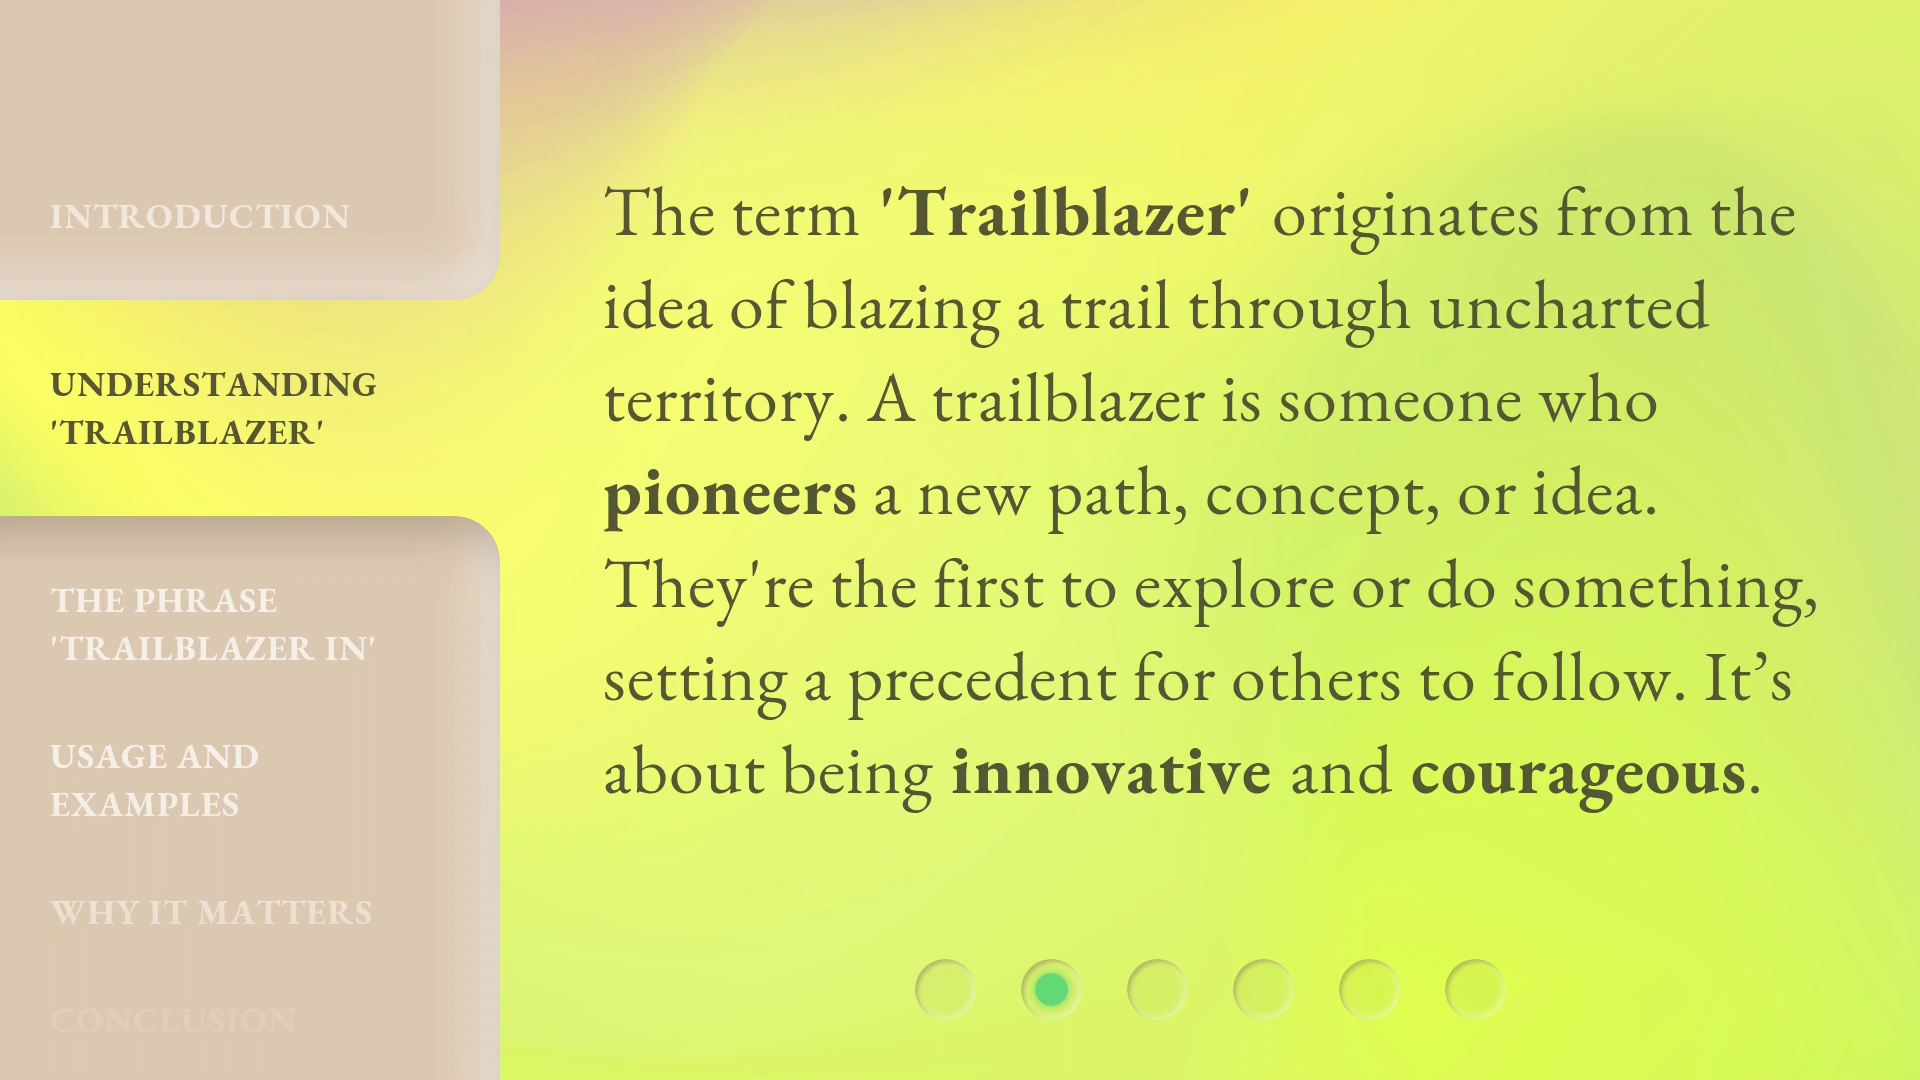 INTRODUCTION
UNDERSTANDING
'TRAILBLAZER'
THE PHRASE
'TRAILBLAZER IN'
USAGE AND
EXAMPLES
WHY IT MATTERS
CONCLUSION
The term 'Trailblazer' originates from the
idea of blazing a trail through uncharted
territory. A trailblazer is someone who
pioneers a new path, concept, or idea.
They're the first to explore or do something,
setting a precedent for others to follow. It’s
about being innovative and courageous.